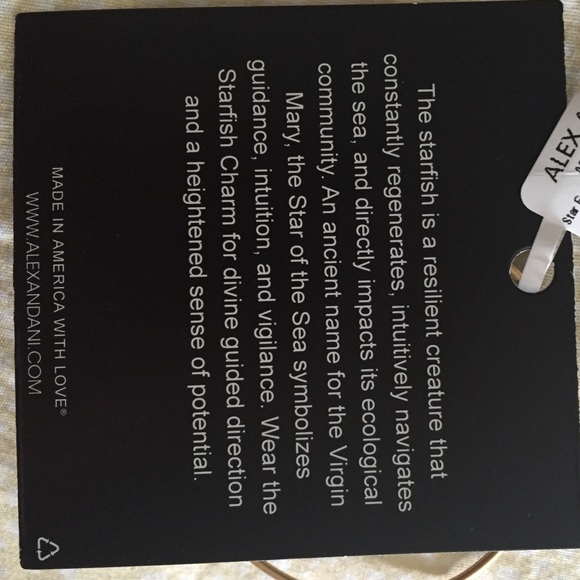 The starfish is a resilient creature that
constantly regenerates, intuitively navigates
the sea, and directly impacts its ecological
community. An ancient name for the Virgin
Mary, the Star of the Sea symbolizes
guidance, intuition, and vigilance. Wear the
Starfish Charm for divine guided direction
and a heightened sense of potential.
MADE IN AMERICA WITH LOVE®
WWW.ALEXANDANI.COM
ALEX
Star